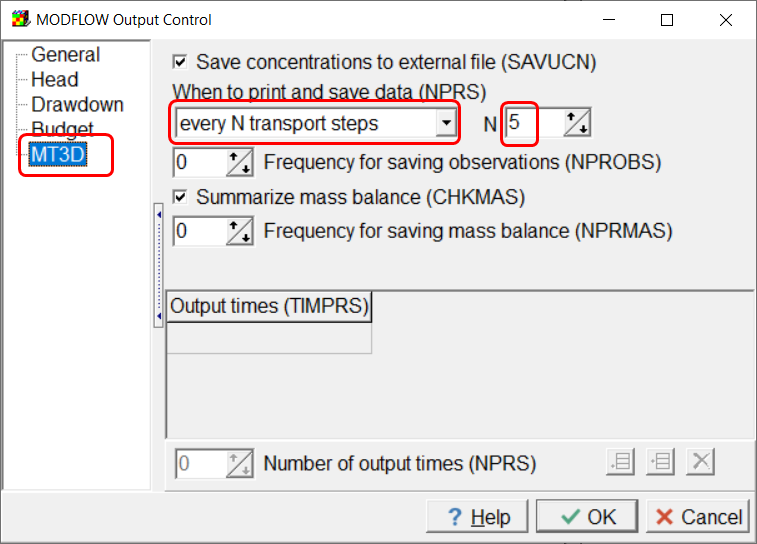 MODFLOW Output Control
General
Head
Drawdown
Budget
MT3D
Save concentrations to external file (SAVUCN)
When to print and save data (NPRS)
every N transport steps N 5
0 Frequency for saving observations (NPROBS)
Summarize mass balance (CHKMAS)
0 Frequency for saving mass balance (NPRMAS)
Output times (TIMPRS)
0 Number of output times (NPRS)
? Help OK Cancel